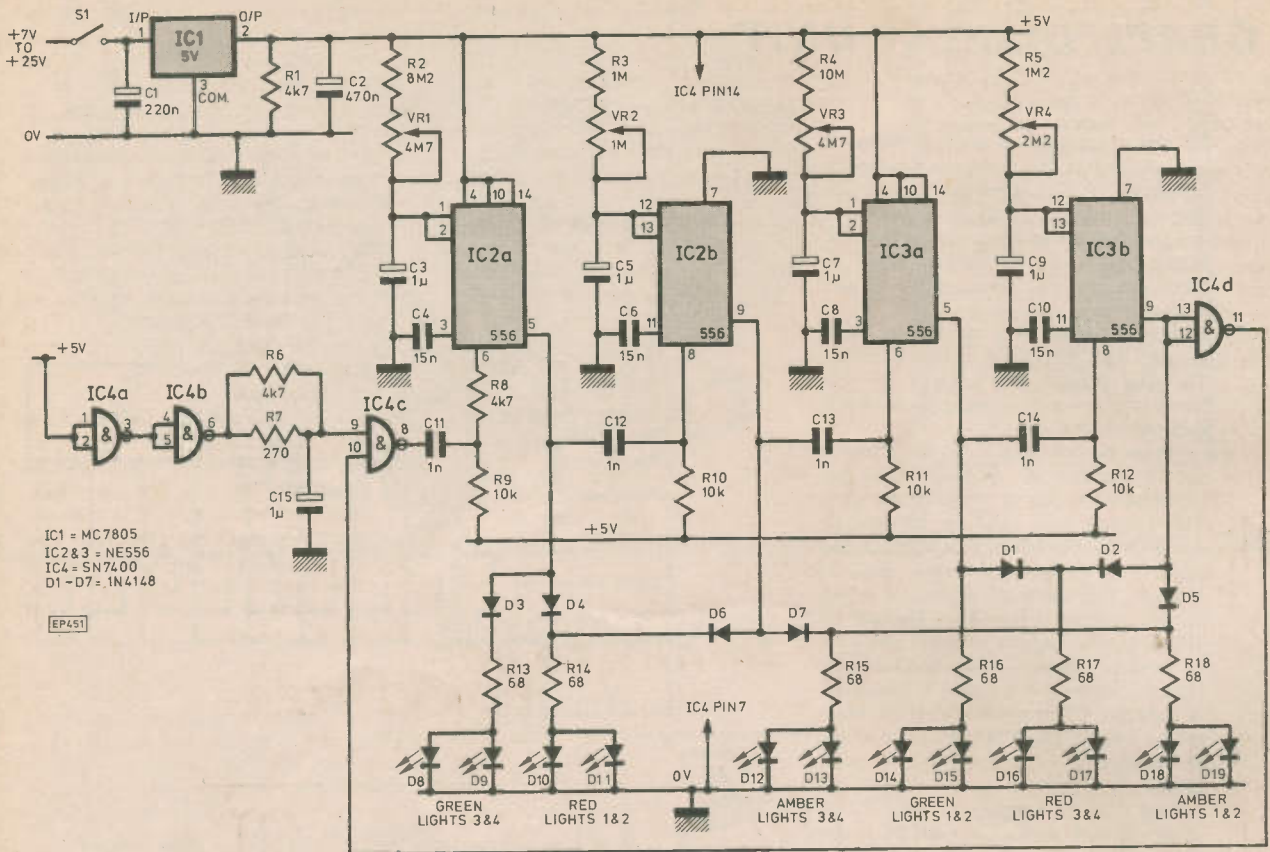 +7V
TO
+25V
S1
I/P
1
IC1
5V
O/P
2
3
COM.
C1
220n
R1
4k7
C2
470n
0V
R2
8M2
VR1
4M7
4
10
14
1
2
IC2a
C3
1µ
C4
15n
3
556
5
6
R3
1M
VR2
1M
7
12
13
IC2b
C5
1µ
C6
15n
11
556
9
8
IC4 PIN14
R4
10M
VR3
4M7
4
10
14
1
2
IC3a
C7
1µ
C8
15n
3
556
5
6
+5V
R5
1M2
VR4
2M2
7
12
13
IC3b
C9
1µ
C10
15n
11
556
9
8
IC4d
13
12
&
11
+5V
IC4a
1
2
&
3
IC4b
4
5
&
6
R6
4k7
R7
270
C15
1µ
IC4c
9
10
&
8
C11
1n
R8
4k7
R9
10k
C12
1n
R10
10k
C13
1n
R11
10k
C14
1n
R12
10k
+5V
IC1 = MC7805
IC2&3 = NE556
IC4 = SN7400
D1-D7 = 1N4148
EP451
D3
D4
D6
D7
D1
D2
D5
R13
68
R14
68
R15
68
R16
68
R17
68
R18
68
IC4 PIN7
0V
D8
D9
D10
D11
D12
D13
D14
D15
D16
D17
D18
D19
GREEN
LIGHTS 3&4
RED
LIGHTS 1&2
AMBER
LIGHTS 3&4
GREEN
LIGHTS 1&2
RED
LIGHTS 3&4
AMBER
LIGHTS 1&2